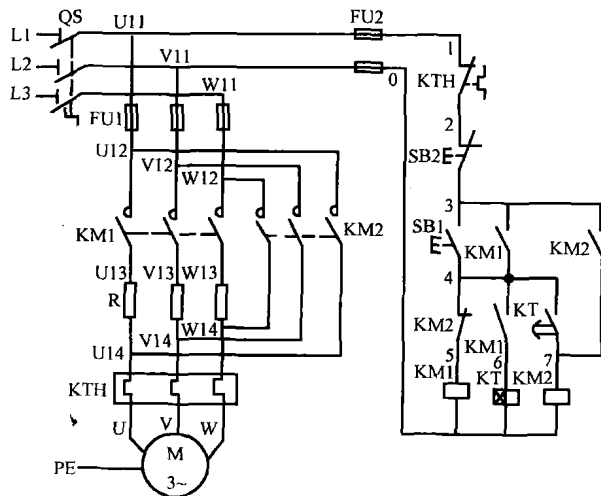 QS
U11
FU2
L1
L2
L3
V11
W11
1
0
KTH
FU1
2
U12
V12
W12
SB2
3
KM1
KM2
SB1
KM1
KM2
U13
V13
W13
4
R
KT
W14
V14
U14
KM2
KM1
5
6
7
KTH
KM1
KT
KM2
U
V
W
M
3~
PE